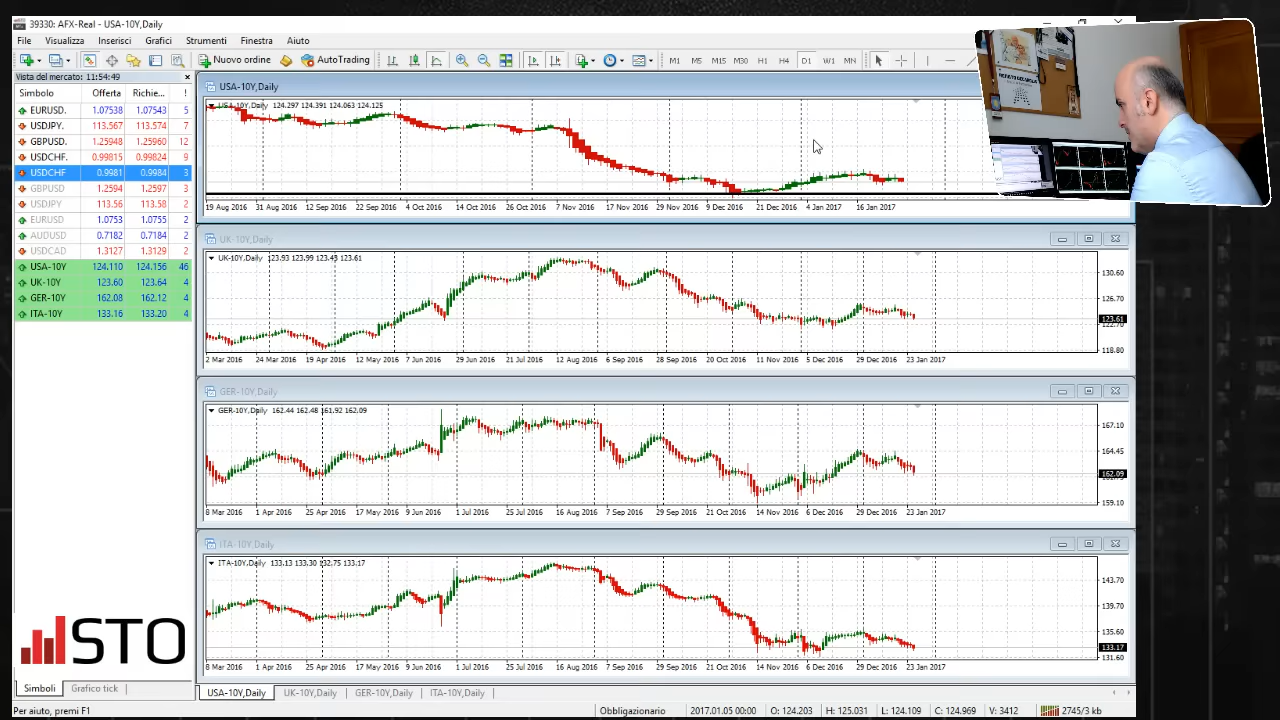 39330: AFX-Real - USA-10Y,Daily
File Visualizza Inserisci Grafici Strumenti Finestra Aiuto
Nuovo ordine AutoTrading M1 M5 M15 M30 H1 H4 D1 W1 MN
Vista del mercato: 11:54:49
Simbolo Offerta Richie... !
EURUSD. 1.07538 1.07543 5
USDJPY. 113.567 113.574 7
GBPUSD. 1.25948 1.25960 12
USDCHF. 0.99815 0.99824 9
USDCHF 0.9981 0.9984 3
GBPUSD 1.2594 1.2597 3
USDJPY 113.56 113.58 2
EURUSD 1.0753 1.0755 2
AUDUSD 0.7182 0.7184 2
USDCAD 1.3127 1.3129 2
USA-10Y 124.110 124.156 46
UK-10Y 123.60 123.64 4
GER-10Y 162.08 162.12 4
ITA-10Y 133.16 133.20 4
STO
Simboli Grafico tick
USA-10Y,Daily
USA-10Y,Daily 124.297 124.391 124.063 124.125
19 Aug 2016 31 Aug 2016 12 Sep 2016 22 Sep 2016 4 Oct 2016 14 Oct 2016 26 Oct 2016 7 Nov 2016 17 Nov 2016 29 Nov 2016 9 Dec 2016 21 Dec 2016 4 Jan 2017 16 Jan 2017
UK-10Y,Daily
UK-10Y,Daily 123.93 123.99 123.43 123.61
130.60
126.70
123.61
122.70
118.80
2 Mar 2016 24 Mar 2016 19 Apr 2016 12 May 2016 7 Jun 2016 29 Jun 2016 21 Jul 2016 12 Aug 2016 6 Sep 2016 28 Sep 2016 20 Oct 2016 11 Nov 2016 5 Dec 2016 29 Dec 2016 23 Jan 2017
GER-10Y,Daily
GER-10Y,Daily 162.44 162.48 161.92 162.09
167.10
164.45
162.09
159.10
8 Mar 2016 1 Apr 2016 25 Apr 2016 17 May 2016 9 Jun 2016 1 Jul 2016 25 Jul 2016 16 Aug 2016 7 Sep 2016 29 Sep 2016 21 Oct 2016 14 Nov 2016 6 Dec 2016 29 Dec 2016 23 Jan 2017
ITA-10Y,Daily
ITA-10Y,Daily 133.13 133.30 132.75 133.17
143.70
139.70
135.60
133.17
131.60
8 Mar 2016 1 Apr 2016 25 Apr 2016 17 May 2016 9 Jun 2016 1 Jul 2016 25 Jul 2016 16 Aug 2016 7 Sep 2016 29 Sep 2016 21 Oct 2016 14 Nov 2016 6 Dec 2016 29 Dec 2016 23 Jan 2017
USA-10Y,Daily UK-10Y,Daily GER-10Y,Daily ITA-10Y,Daily
Per aiuto, premi F1 Obbligazionario 2017.01.05 00:00 O: 124.203 H: 125.031 L: 124.109 C: 124.969 V: 3412 2745/3 kb